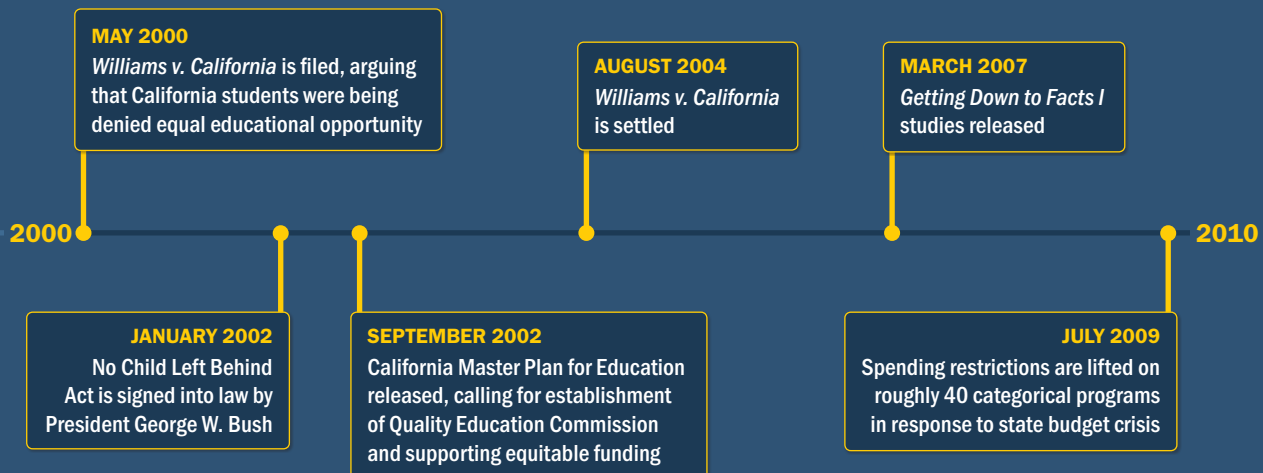 MAY 2000
Williams v. California is filed, arguing
that California students were being
denied equal educational opportunity
AUGUST 2004
Williams v. California
is settled
MARCH 2007
Getting Down to Facts I
studies released
2000
2010
JANUARY 2002
No Child Left Behind
Act is signed into law by
President George W. Bush
SEPTEMBER 2002
California Master Plan for Education
released, calling for establishment
of Quality Education Commission
and supporting equitable funding
JULY 2009
Spending restrictions are lifted on
roughly 40 categorical programs
in response to state budget crisis